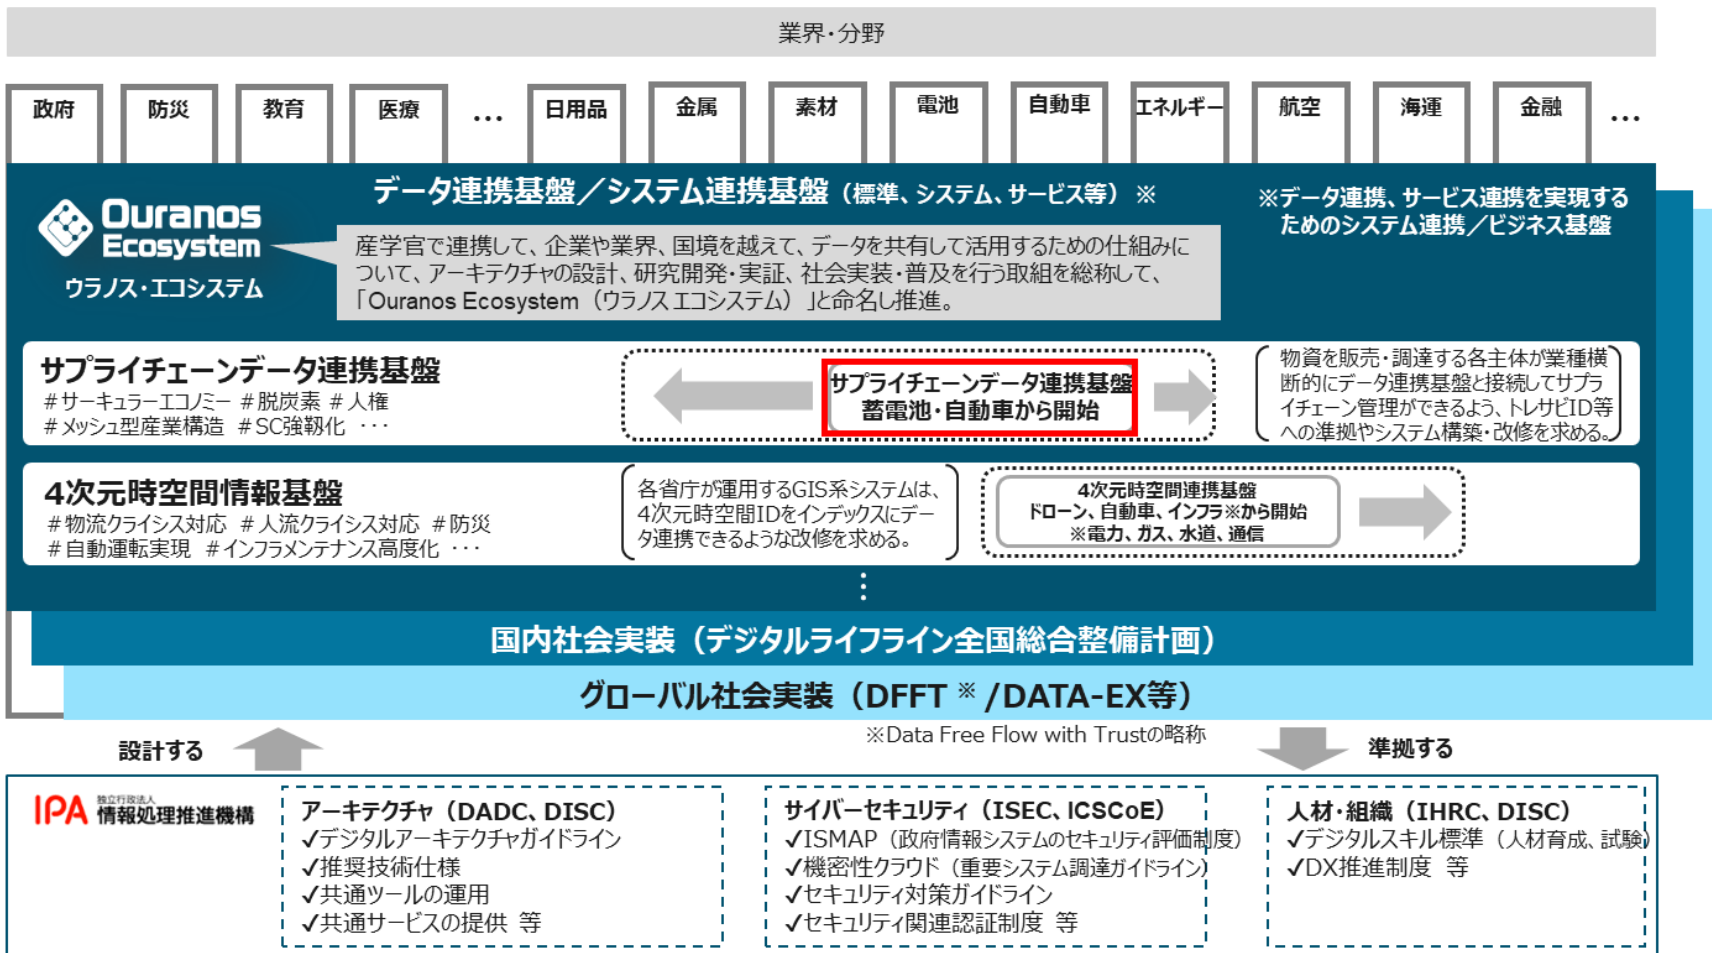 業界・分野
政府
防災
教育
医療
…
日用品
金属
素材
電池
自動車
エネルギー
航空
海運
金融
…
Ouranos
Ecosystem
ウラノス・エコシステム
データ連携基盤／システム連携基盤（標準、システム、サービス等）※
※データ連携、サービス連携を実現する
ためのシステム連携／ビジネス基盤
産学官で連携して、企業や業界、国境を越えて、データを共有して活用するための仕組みに
ついて、アーキテクチャの設計、研究開発・実証、社会実装・普及を行う取組を総称して、
「Ouranos Ecosystem（ウラノス エコシステム）」と命名し推進。
サプライチェーンデータ連携基盤
＃サーキュラーエコノミー ＃脱炭素 ＃人権
＃メッシュ型産業構造 ＃SC強靱化 ・・・
サプライチェーンデータ連携基盤
蓄電池・自動車から開始
物資を販売・調達する各主体が業種横
断的にデータ連携基盤と接続してサプラ
イチェーン管理ができるよう、トレサビID等
への準拠やシステム構築・改修を求める。
4次元時空間情報基盤
＃物流クライシス対応 ＃人流クライシス対応 ＃防災
＃自動運転実現 ＃インフラメンテナンス高度化 ・・・
各省庁が運用するGIS系システムは、
4次元時空間IDをインデックスにデー
タ連携できるような改修を求める。
4次元時空間連携基盤
ドローン、自動車、インフラ※から開始
※電力、ガス、水道、通信
国内社会実装（デジタルライフライン全国総合整備計画）
グローバル社会実装（DFFT ※ /DATA-EX等）
※Data Free Flow with Trustの略称
設計する
準拠する
IPA 独立行政法人
情報処理推進機構
アーキテクチャ（DADC、DISC）
✓デジタルアーキテクチャガイドライン
✓推奨技術仕様
✓共通ツールの運用
✓共通サービスの提供 等
サイバーセキュリティ（ISEC、ICSCoE）
✓ISMAP（政府情報システムのセキュリティ評価制度）
✓機密性クラウド（重要システム調達ガイドライン）
✓セキュリティ対策ガイドライン
✓セキュリティ関連認証制度 等
人材・組織（IHRC、DISC）
✓デジタルスキル標準（人材育成、試験）
✓DX推進制度 等